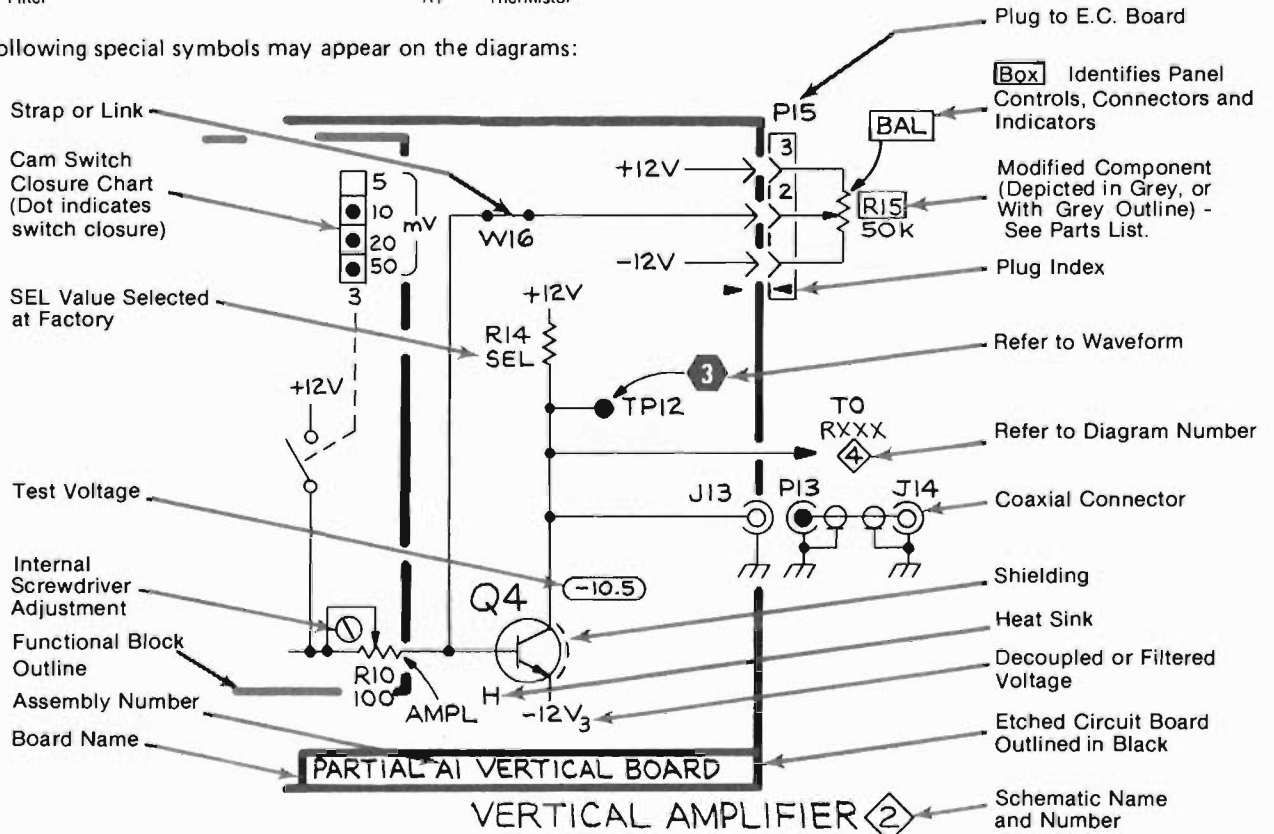 Filter
Thermistor
ollowing special symbols may appear on the diagrams:
Strap or Link
Cam Switch
Closure Chart
(Dot indicates
switch closure)
SEL Value Selected
at Factory
Test Voltage
Internal
Screwdriver
Adjustment
Functional Block
Outline
Assembly Number
Board Name
5
10
20
50
mV
3
+12V
W16
+12V
-12V
P15
3
2
BAL
R15
50K
+12V
R14
SEL
3
TP12
TO
RXXX
4
J13
P13
J14
-10.5
Q4
R10
100
AMPL
H
-12V3
PARTIAL A1 VERTICAL BOARD
VERTICAL AMPLIFIER 2
Plug to E.C. Board
Box Identifies Panel
Controls, Connectors and
Indicators
Modified Component
(Depicted in Grey, or
With Grey Outline) -
See Parts List.
Plug Index
Refer to Waveform
Refer to Diagram Number
Coaxial Connector
Shielding
Heat Sink
Decoupled or Filtered
Voltage
Etched Circuit Board
Outlined in Black
Schematic Name
and Number